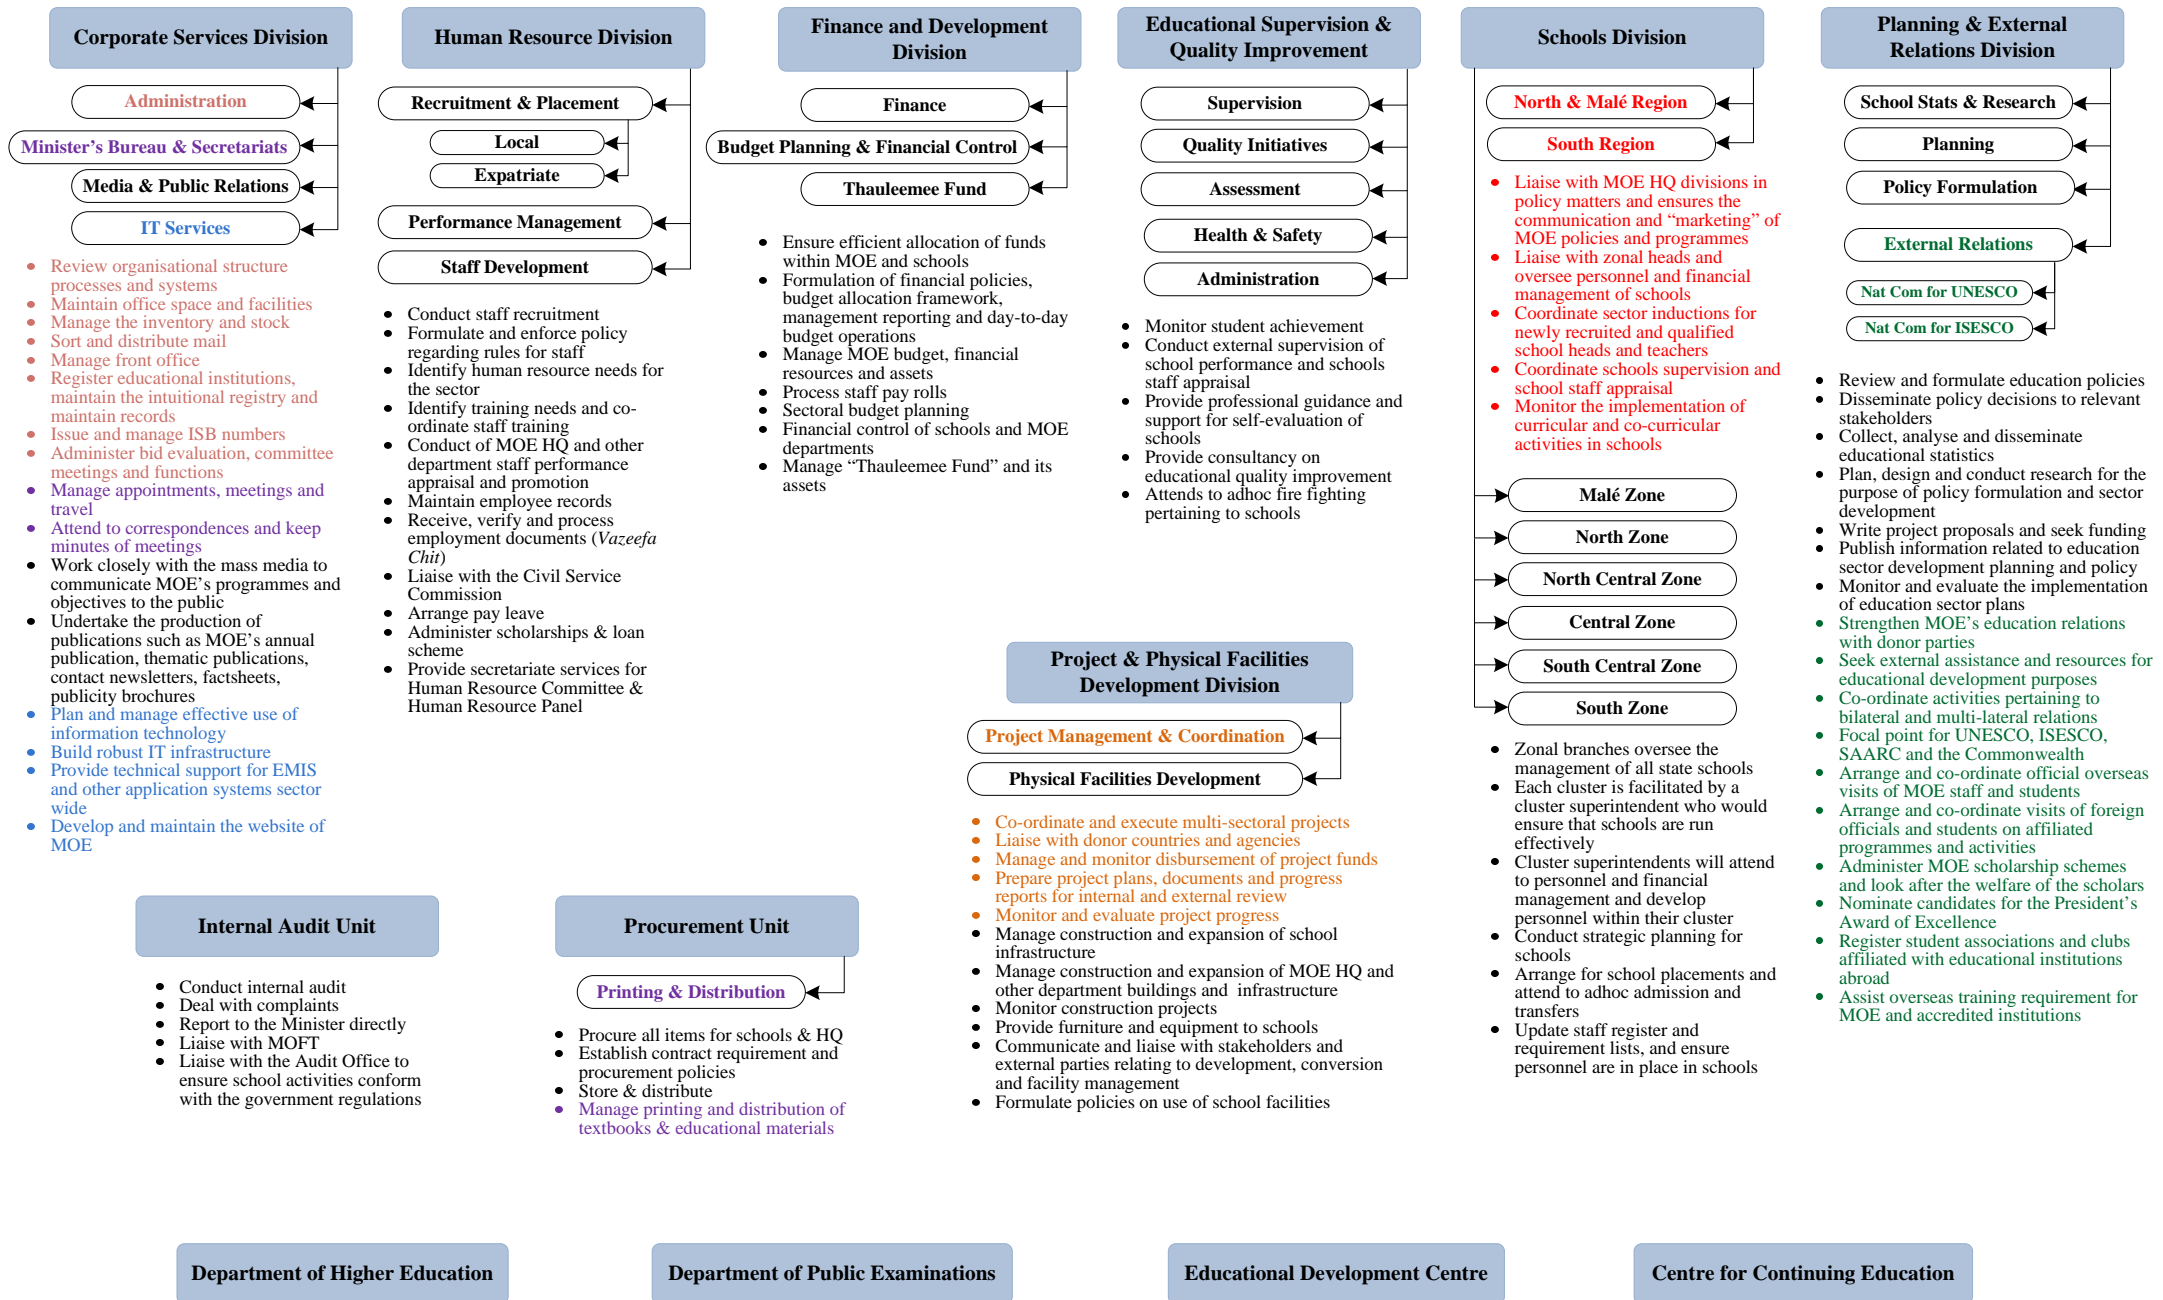 Corporate Services Division
Administration
Minister's Bureau & Secretariats
Media & Public Relations
IT Services
• Review organisational structure
processes and systems
• Maintain office space and facilities
• Manage the inventory and stock
• Sort and distribute mail
• Manage front office
• Register educational institutions,
maintain the intuitional registry and
maintain records
• Issue and manage ISB numbers
• Administer bid evaluation, committee
meetings and functions
• Manage appointments, meetings and
travel
• Attend to correspondences and keep
minutes of meetings
• Work closely with the mass media to
communicate MOE's programmes and
objectives to the public
• Undertake the production of
publications such as MOE's annual
publication, thematic publications,
contact newsletters, factsheets,
publicity brochures
• Plan and manage effective use of
information technology
• Build robust IT infrastructure
• Provide technical support for EMIS
and other application systems sector
wide
• Develop and maintain the website of
MOE
Human Resource Division
Recruitment & Placement
Local
Expatriate
Performance Management
Staff Development
• Conduct staff recruitment
• Formulate and enforce policy
regarding rules for staff
• Identify human resource needs for
the sector
• Identify training needs and co-
ordinate staff training
• Conduct of MOE HQ and other
department staff performance
appraisal and promotion
• Maintain employee records
• Receive, verify and process
employment documents (Vazeefa
Chit)
• Liaise with the Civil Service
Commission
• Arrange pay leave
• Administer scholarships & loan
scheme
• Provide secretariate services for
Human Resource Committee &
Human Resource Panel
Finance and Development
Division
Finance
Budget Planning & Financial Control
Thauleemee Fund
• Ensure efficient allocation of funds
within MOE and schools
• Formulation of financial policies,
budget allocation framework,
management reporting and day-to-day
budget operations
• Manage MOE budget, financial
resources and assets
• Process staff pay rolls
• Sectoral budget planning
• Financial control of schools and MOE
departments
• Manage “Thauleemee Fund” and its
assets
Educational Supervision &
Quality Improvement
Supervision
Quality Initiatives
Assessment
Health & Safety
Administration
• Monitor student achievement
• Conduct external supervision of
school performance and schools
staff appraisal
• Provide professional guidance and
support for self-evaluation of
schools
• Provide consultancy on
educational quality improvement
• Attends to adhoc fire fighting
pertaining to schools
Schools Division
North & Malé Region
South Region
• Liaise with MOE HQ divisions in
policy matters and ensures the
communication and “marketing” of
MOE policies and programmes
• Liaise with zonal heads and
oversee personnel and financial
management of schools
• Coordinate sector inductions for
newly recruited and qualified
school heads and teachers
• Coordinate schools supervision and
school staff appraisal
• Monitor the implementation of
curricular and co-curricular
activities in schools
Malé Zone
North Zone
North Central Zone
Central Zone
South Central Zone
South Zone
• Zonal branches oversee the
management of all state schools
• Each cluster is facilitated by a
cluster superintendent who would
ensure that schools are run
effectively
• Cluster superintendents will attend
to personnel and financial
management and develop
personnel within their cluster
• Conduct strategic planning for
schools
• Arrange for school placements and
attend to adhoc admission and
transfers
• Update staff register and
requirement lists, and ensure
personnel are in place in schools
Planning & External
Relations Division
School Stats & Research
Planning
Policy Formulation
External Relations
Nat Com for UNESCO
Nat Com for ISESCO
• Review and formulate education policies
• Disseminate policy decisions to relevant
stakeholders
• Collect, analyse and disseminate
educational statistics
• Plan, design and conduct research for the
purpose of policy formulation and sector
development
• Write project proposals and seek funding
• Publish information related to education
sector development planning and policy
• Monitor and evaluate the implementation
of education sector plans
• Strengthen MOE's education relations
with donor parties
• Seek external assistance and resources for
educational development purposes
• Co-ordinate activities pertaining to
bilateral and multi-lateral relations
• Focal point for UNESCO, ISESCO,
SAARC and the Commonwealth
• Arrange and co-ordinate official overseas
visits of MOE staff and students
• Arrange and co-ordinate visits of foreign
officials and students on affiliated
programmes and activities
• Administer MOE scholarship schemes
and look after the welfare of the scholars
• Nominate candidates for the President's
Award of Excellence
• Register student associations and clubs
affiliated with educational institutions
abroad
• Assist overseas training requirement for
MOE and accredited institutions
Project & Physical Facilities
Development Division
Project Management & Coordination
Physical Facilities Development
• Co-ordinate and execute multi-sectoral projects
• Liaise with donor countries and agencies
• Manage and monitor disbursement of project funds
• Prepare project plans, documents and progress
reports for internal and external review
• Monitor and evaluate project progress
• Manage construction and expansion of school
infrastructure
• Manage construction and expansion of MOE HQ and
other department buildings and infrastructure
• Monitor construction projects
• Provide furniture and equipment to schools
• Communicate and liaise with stakeholders and
external parties relating to development, conversion
and facility management
• Formulate policies on use of school facilities
Internal Audit Unit
• Conduct internal audit
• Deal with complaints
• Report to the Minister directly
• Liaise with MOFT
• Liaise with the Audit Office to
ensure school activities conform
with the government regulations
Procurement Unit
Printing & Distribution
• Procure all items for schools & HQ
• Establish contract requirement and
procurement policies
• Store & distribute
• Manage printing and distribution of
textbooks & educational materials
Department of Higher Education
Department of Public Examinations
Educational Development Centre
Centre for Continuing Education